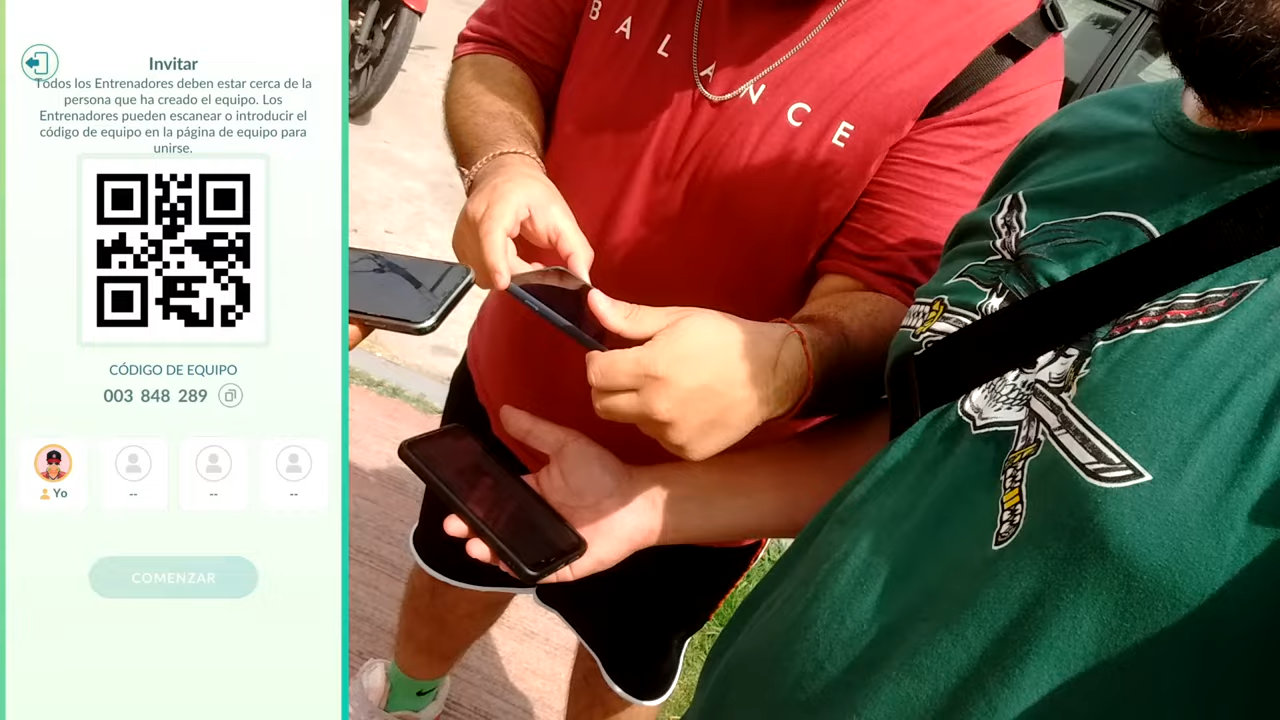 Invitar
Todos los Entrenadores deben estar cerca de la
persona que ha creado el equipo. Los
Entrenadores pueden escanear o introducir el
código de equipo en la página de equipo para
unirse.
CÓDIGO DE EQUIPO
003 848 289
Yo
--
--
--
COMENZAR
BALANCE